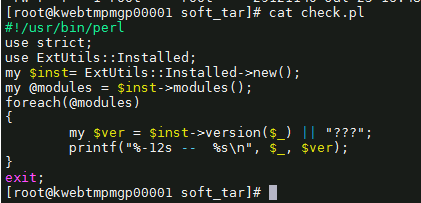 [root@kwebtmpmgp00001 soft_tar]# cat check.pl
#!/usr/bin/perl
use strict;
use ExtUtils::Installed;
my $inst= ExtUtils::Installed->new();
my @modules = $inst->modules();
foreach(@modules)
{
        my $ver = $inst->version($_) || "???";
        printf("%-12s --  %s\n", $_, $ver);
}
exit;
[root@kwebtmpmgp00001 soft_tar]#